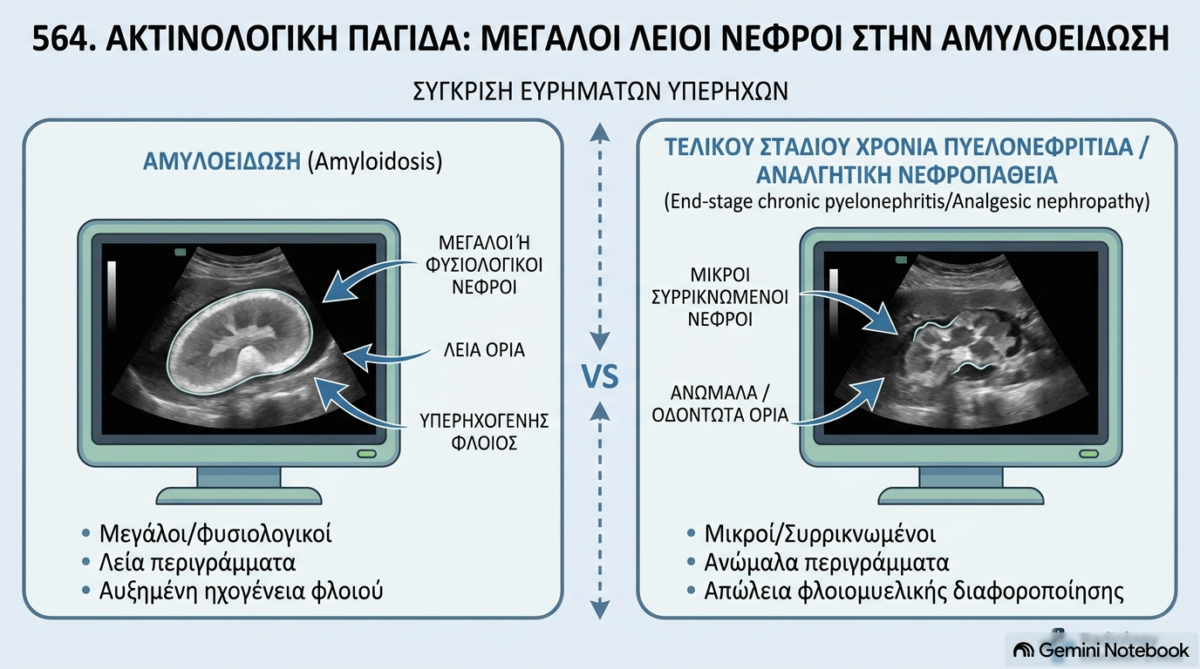 564. ΑΚΤΙΝΟΛΟΓΙΚΗ ΠΑΓΙΔΑ: ΜΕΓΑΛΟΙ ΛΕΙΟΙ ΝΕΦΡΟΙ ΣΤΗΝ ΑΜΥΛΟΕΙΔΩΣΗ
ΣΥΓΚΡΙΣΗ ΕΥΡΗΜΑΤΩΝ ΥΠΕΡΗΧΩΝ
ΑΜΥΛΟΕΙΔΩΣΗ (Amyloidosis)
ΜΕΓΑΛΟΙ Ή
ΦΥΣΙΟΛΟΓΙΚΟΙ
ΝΕΦΡΟΙ
ΛΕΙΑ ΟΡΙΑ
ΥΠΕΡΗΧΟΓΕΝΗΣ
ΦΛΟΙΟΣ
• Μεγάλοι/Φυσιολογικοί
• Λεία περιγράμματα
• Αυξημένη ηχογένεια φλοιού
VS
ΤΕΛΙΚΟΥ ΣΤΑΔΙΟΥ ΧΡΟΝΙΑ ΠΥΕΛΟΝΕΦΡΙΤΙΔΑ /
ΑΝΑΛΓΗΤΙΚΗ ΝΕΦΡΟΠΑΘΕΙΑ
(End-stage chronic pyelonephritis/Analgesic nephropathy)
ΜΙΚΡΟΙ
ΣΥΡΡΙΚΝΩΜΕΝΟΙ
ΝΕΦΡΟΙ
ΑΝΩΜΑΛΑ /
ΟΔΟΝΤΩΤΑ ΟΡΙΑ
• Μικροί/Συρρικνωμένοι
• Ανώμαλα περιγράμματα
• Απώλεια φλοιομυελικής διαφοροποίησης
Gemini Notebook